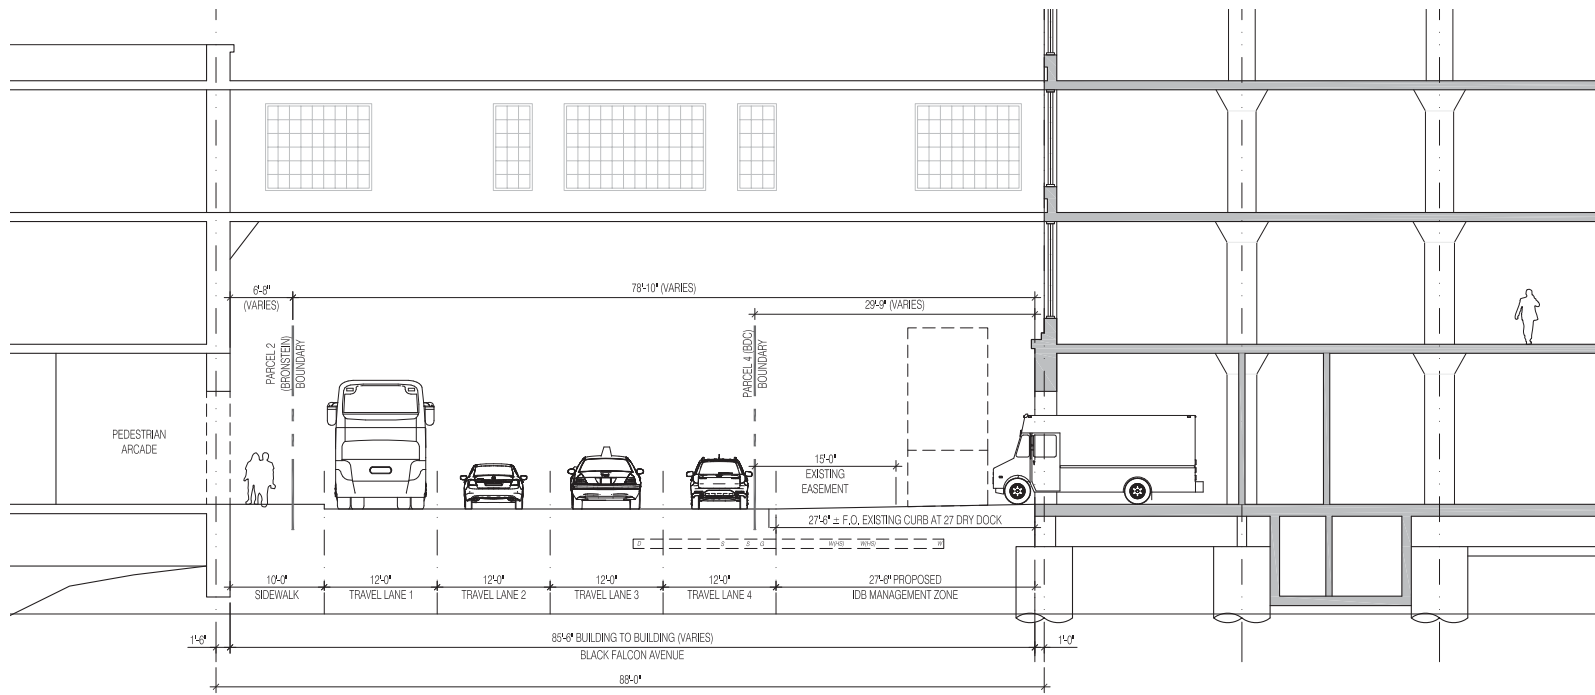 6'-8"
(VARIES)
78'-10" (VARIES)
29'-9" (VARIES)
PARCEL 2
(BRONSTEIN)
BOUNDARY
PARCEL 4 (BDC)
BOUNDARY
PEDESTRIAN
ARCADE
15'-0"
EXISTING
EASEMENT
27'-6" ± F.O. EXISTING CURB AT 27 DRY DOCK
D S S G W(HS) W(HS) W
10'-0"
SIDEWALK
12'-0"
TRAVEL LANE 1
12'-0"
TRAVEL LANE 2
12'-0"
TRAVEL LANE 3
12'-0"
TRAVEL LANE 4
27'-6" PROPOSED
IDB MANAGEMENT ZONE
1'-6"
85'-6" BUILDING TO BUILDING (VARIES)
BLACK FALCON AVENUE
1'-0"
88'-0"